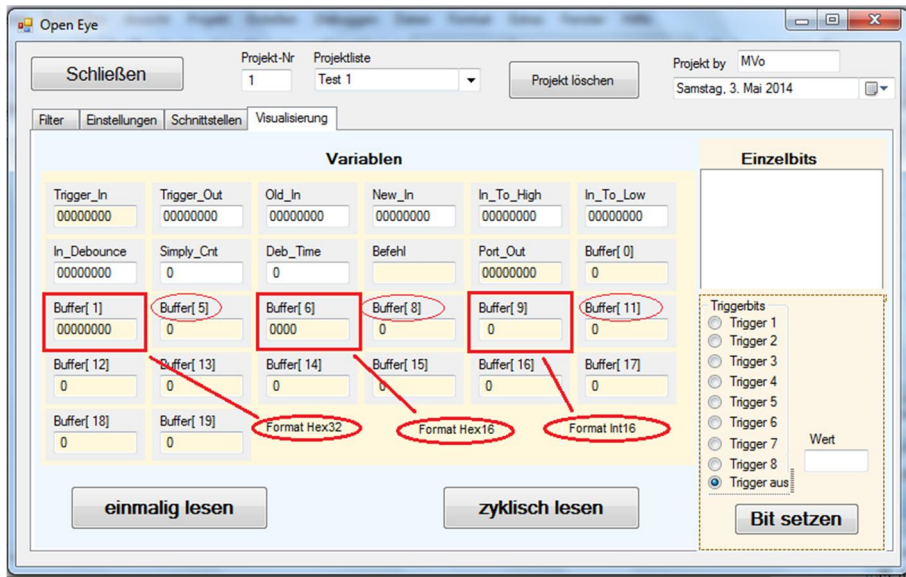 Open Eye
Schließen
Projekt-Nr
1
Projektliste
Test 1
Projekt löschen
Projekt by
MVo
Samstag, 3. Mai 2014
Filter Einstellungen Schnittstellen Visualisierung
Variablen
Trigger_In Trigger_Out Old_In New_In In_To_High In_To_Low
00000000 00000000 00000000 00000000 00000000 00000000
In_Debounce Simply_Cnt Deb_Time Befehl Port_Out Buffer[ 0]
00000000 0 0 00000000 0
Buffer[ 1] Buffer[ 5] Buffer[ 6] Buffer[ 8] Buffer[ 9] Buffer[ 11]
00000000 0 0000 0 0 0
Buffer[ 12] Buffer[ 13] Buffer[ 14] Buffer[ 15] Buffer[ 16] Buffer[ 17]
0 0 0 0 0 0
Buffer[ 18] Buffer[ 19]
0 0
Format Hex32 Format Hex16 Format Int16
einmalig lesen zyklisch lesen
Einzelbits
Triggerbits
Trigger 1
Trigger 2
Trigger 3
Trigger 4
Trigger 5
Trigger 6
Trigger 7
Trigger 8
Trigger aus
Wert
Bit setzen